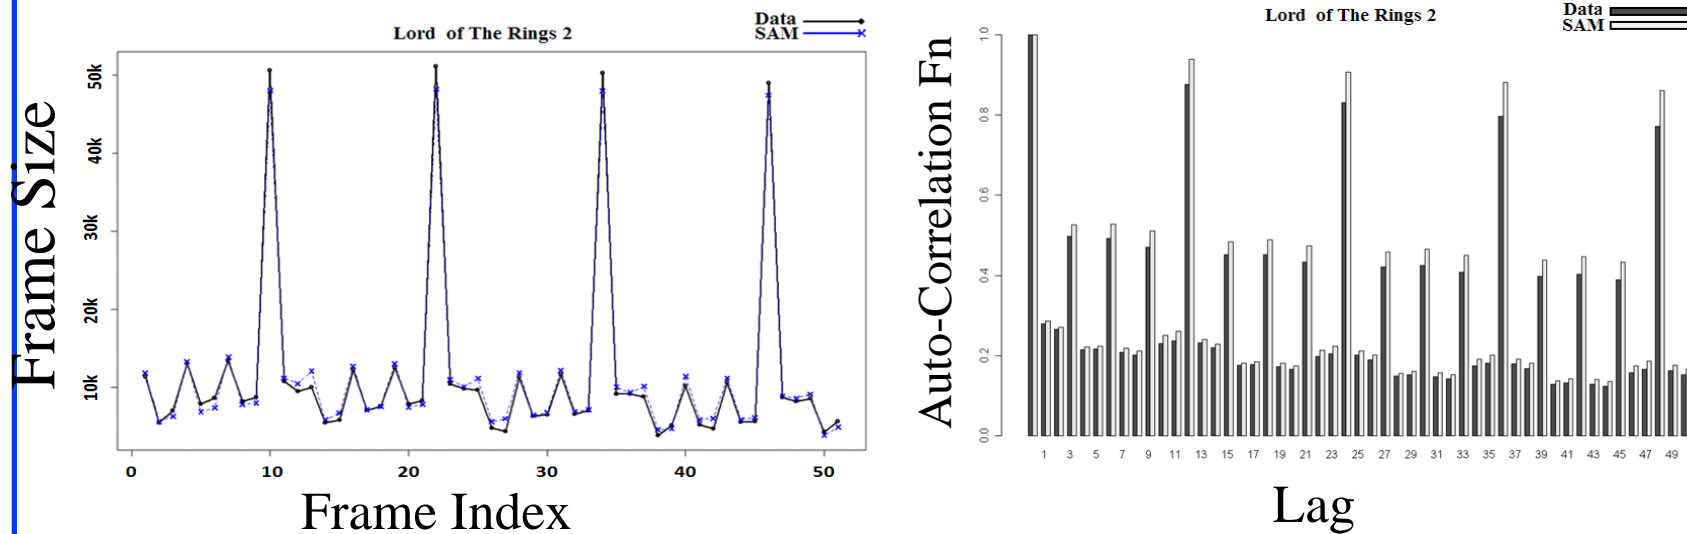 Lord of The Rings 2
Data
SAM
Frame Size
50k
40k
30k
20k
10k
0 10 20 30 40 50
Frame Index
Lord of The Rings 2
Data
SAM
Auto-Correlation Fn
1.0
0.8
0.6
0.4
0.2
0.0
1 3 5 7 9 11 13 15 17 19 21 23 25 27 29 31 33 35 37 39 41 43 45 47 49
Lag